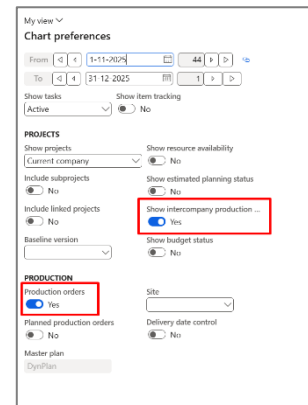 My view
Chart preferences
From 1-11-2025 44
To 31-12-2025 1
Show tasks Show item tracking
Active No
PROJECTS
Show projects Show resource availability
Current company No
Include subprojects Show estimated planning status
No No
Include linked projects Show intercompany production ...
No Yes
Baseline version Show budget status
No
PRODUCTION
Production orders Site
Yes
Planned production orders Delivery date control
No No
Master plan
DynPlan